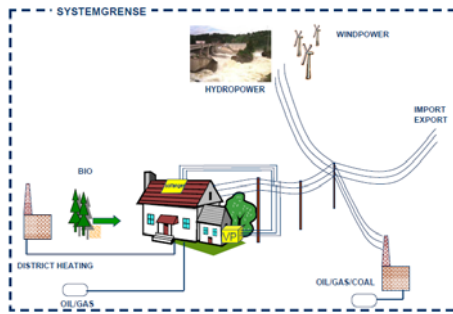 SYSTEMGRENSE
WINDPOWER
HYDROPOWER
IMPORT
EXPORT
BIO
VP
DISTRICT HEATING
OIL/GAS
OIL/GAS/COAL